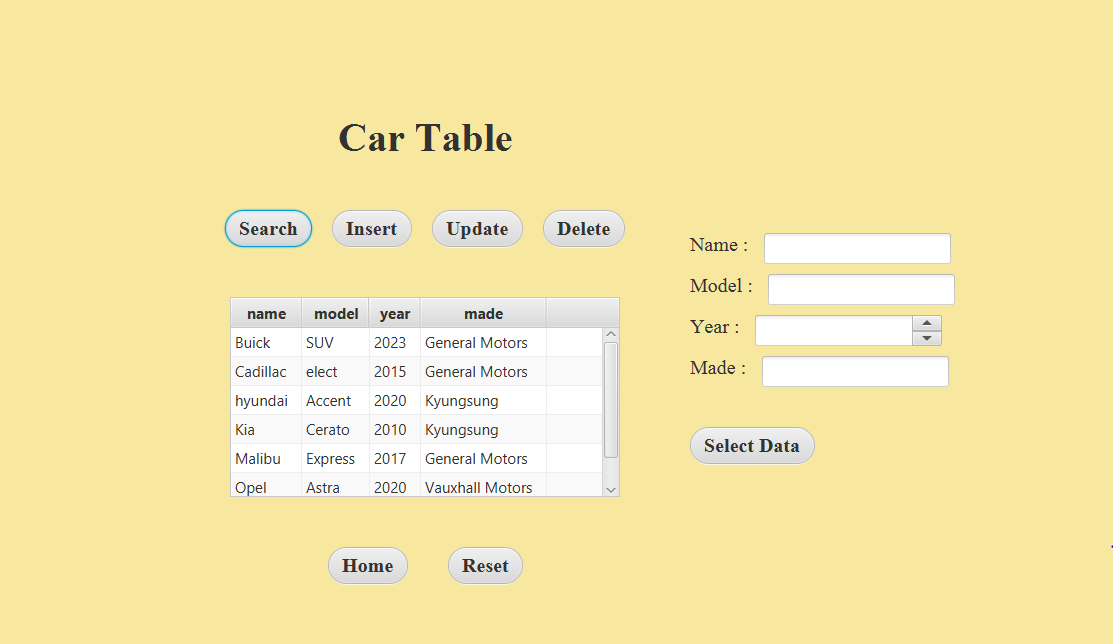 Car Table
Search Insert Update Delete
name model year made
Buick SUV 2023 General Motors
Cadillac elect 2015 General Motors
hyundai Accent 2020 Kyungsung
Kia Cerato 2010 Kyungsung
Malibu Express 2017 General Motors
Opel Astra 2020 Vauxhall Motors
Home Reset
Name :
Model :
Year :
Made :
Select Data